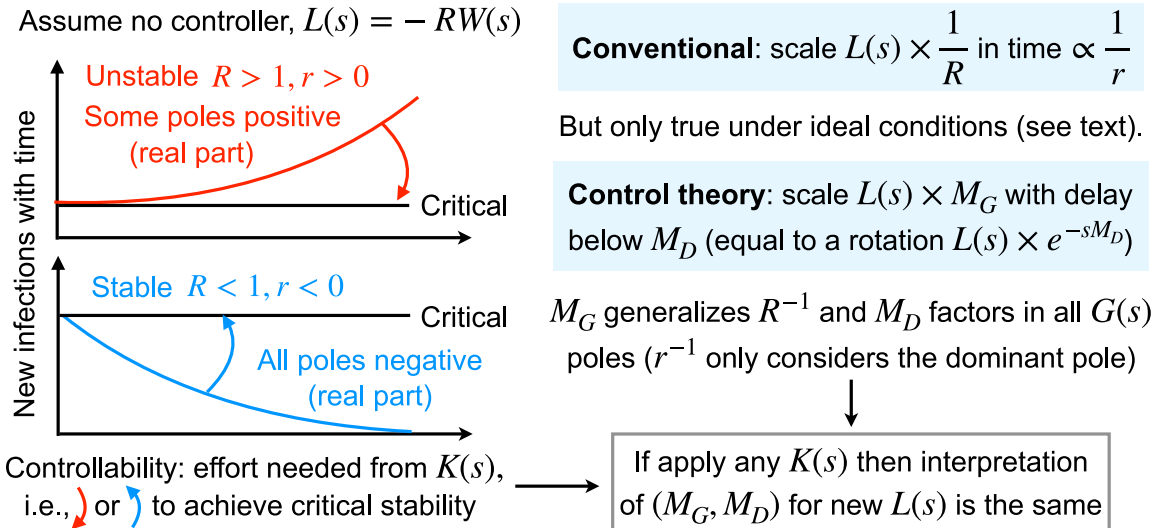 Assume no controller, L(s) = − RW(s)
New infections with time
Unstable R > 1, r > 0
Some poles positive
(real part)
Critical
Stable R < 1, r < 0
Critical
All poles negative
(real part)
Controllability: effort needed from K(s),
i.e., or to achieve critical stability
Conventional: scale L(s) × 1/R in time ∝ 1/r
But only true under ideal conditions (see text).
Control theory: scale L(s) × M_G with delay
below M_D (equal to a rotation L(s) × e^{−sM_D})
M_G generalizes R^{−1} and M_D factors in all G(s)
poles (r^{−1} only considers the dominant pole)
If apply any K(s) then interpretation
of (M_G, M_D) for new L(s) is the same